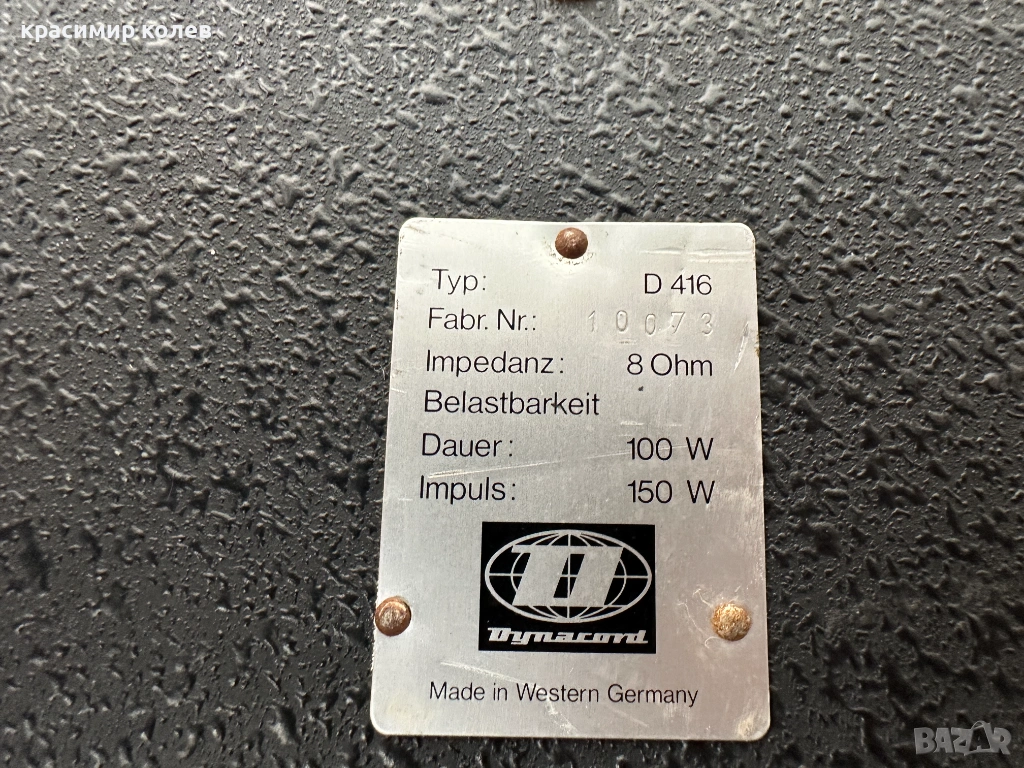 красимир колев
Typ: D 416
Fabr. Nr.: 10073
Impedanz: 8 Ohm
Belastbarkeit
Dauer: 100 W
Impuls: 150 W
Dynacord
Made in Western Germany
BAZAR